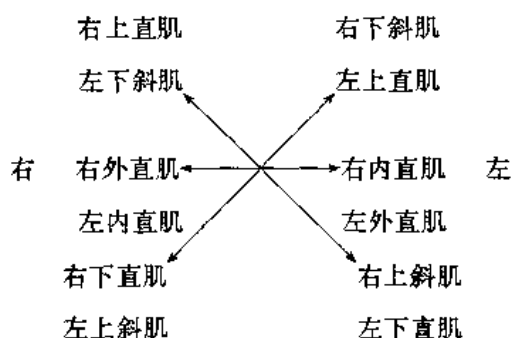 右上直肌 右下斜肌
左下斜肌 左上直肌
右 右外直肌 右内直肌 左
左内直肌 左外直肌
右下直肌 右上斜肌
左上斜肌 左下直肌